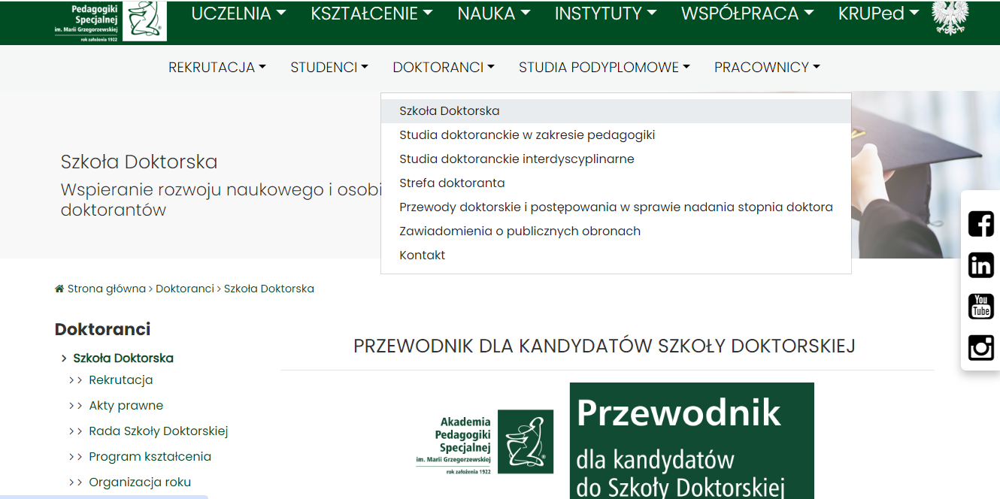 Pedagogiki
Specjalnej
im. Marii Grzegorzewskiej
rok założenia 1922
UCZELNIA KSZTAŁCENIE NAUKA INSTYTUTY WSPÓŁPRACA KRUPed
REKRUTACJA STUDENCI DOKTORANCI STUDIA PODYPLOMOWE PRACOWNICY
Szkoła Doktorska
Studia doktoranckie w zakresie pedagogiki
Studia doktoranckie interdyscyplinarne
Strefa doktoranta
Przewody doktorskie i postępowania w sprawie nadania stopnia doktora
Zawiadomienia o publicznych obronach
Kontakt
Szkoła Doktorska
Wspieranie rozwoju naukowego i osobi
doktorantów
in
You
Tube
Strona główna > Doktoranci > Szkoła Doktorska
Doktoranci
> Szkoła Doktorska
> > Rekrutacja
> > Akty prawne
> > Rada Szkoły Doktorskiej
> > Program kształcenia
> > Organizacja roku
PRZEWODNIK DLA KANDYDATÓW SZKOŁY DOKTORSKIEJ
Akademia
Pedagogiki
Specjalnej
im. Marii Grzegorzewskiej
rok założenia 1922
Przewodnik
dla kandydatów
do Szkoły Doktorskiej